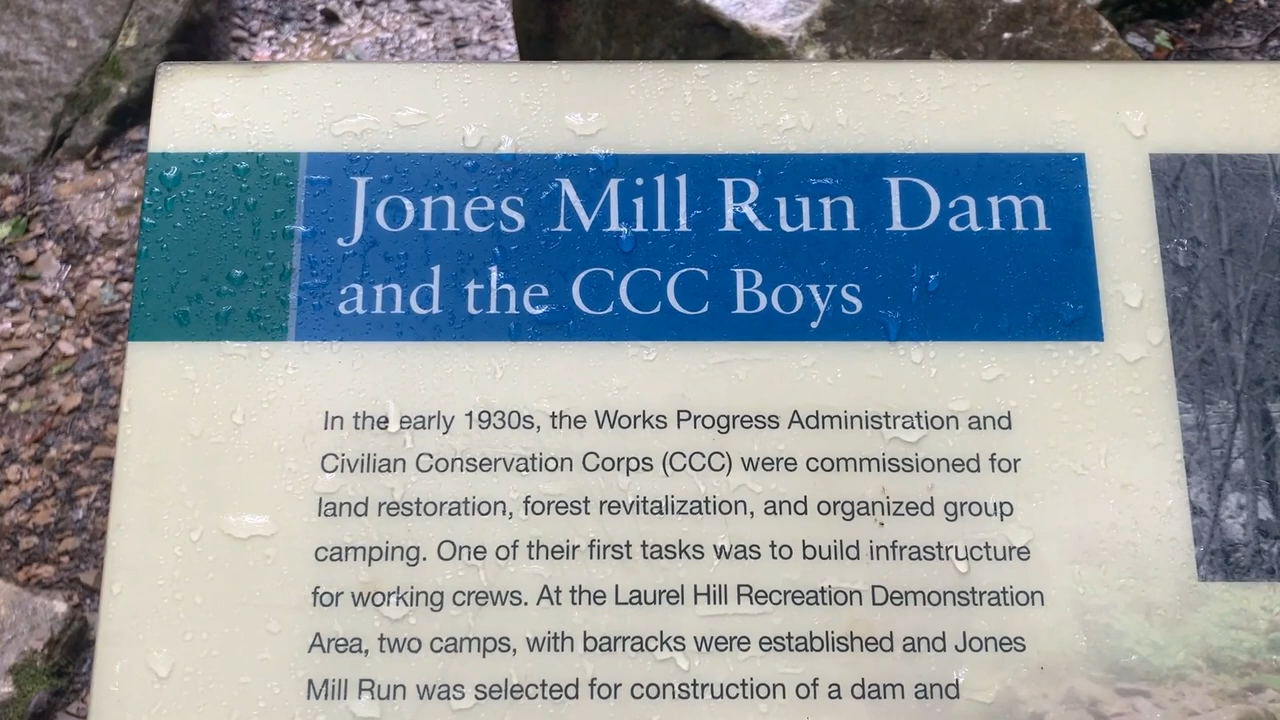 Jones Mill Run Dam
and the CCC Boys
In the early 1930s, the Works Progress Administration and
Civilian Conservation Corps (CCC) were commissioned for
land restoration, forest revitalization, and organized group
camping. One of their first tasks was to build infrastructure
for working crews. At the Laurel Hill Recreation Demonstration
Area, two camps, with barracks were established and Jones
Mill Run was selected for construction of a dam and